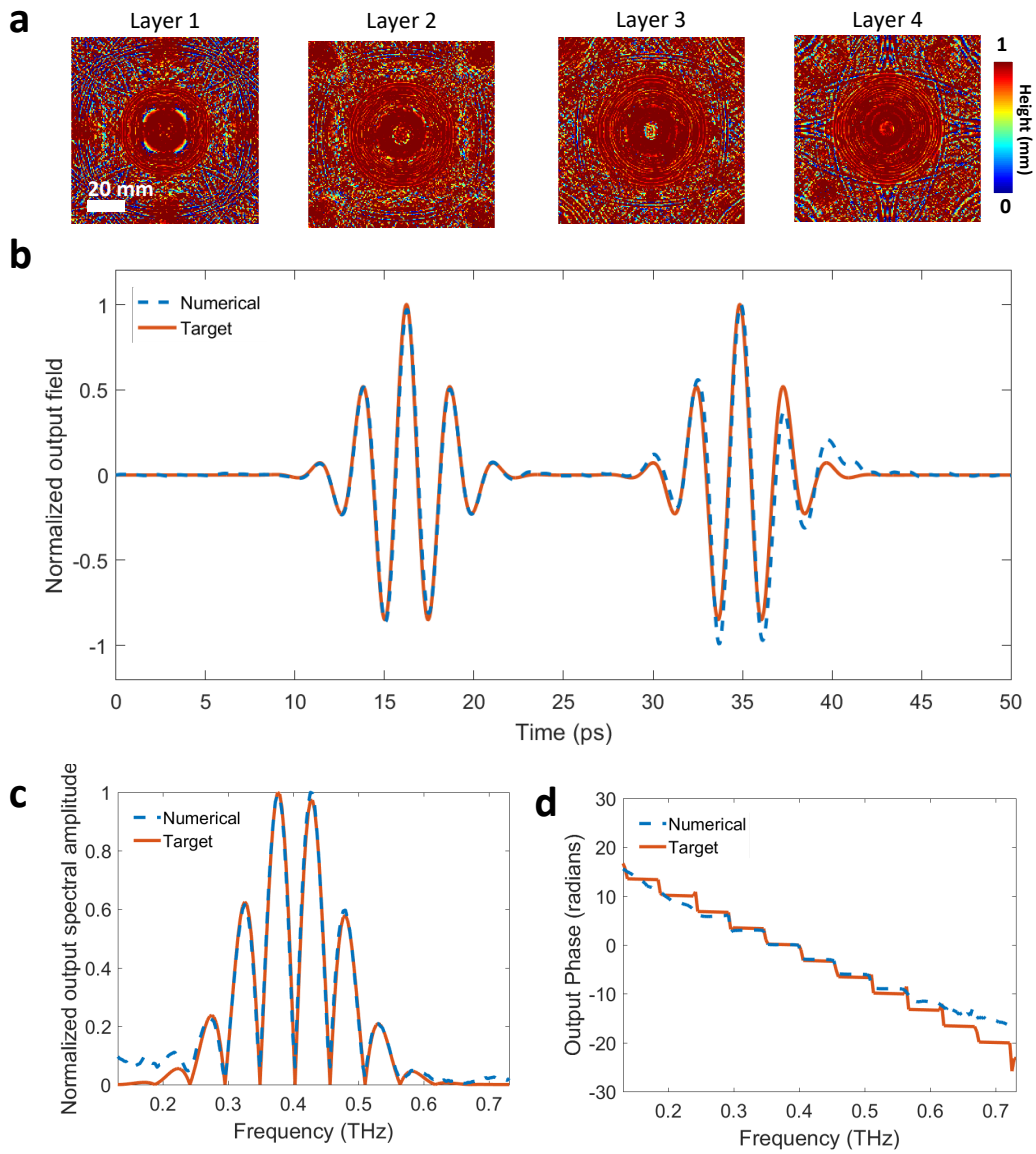 a
Layer 1
Layer 2
Layer 3
Layer 4
20 mm
1
Height (mm)
0
b
Numerical
Target
Normalized output field
1
0.5
0
-0.5
-1
0 5 10 15 20 25 30 35 40 45 50
Time (ps)
c
Numerical
Target
Normalized output spectral amplitude
1
0.8
0.6
0.4
0.2
0
0.2 0.3 0.4 0.5 0.6 0.7
Frequency (THz)
d
Numerical
Target
Output Phase (radians)
30
20
10
0
-10
-20
-30
0.2 0.3 0.4 0.5 0.6 0.7
Frequency (THz)